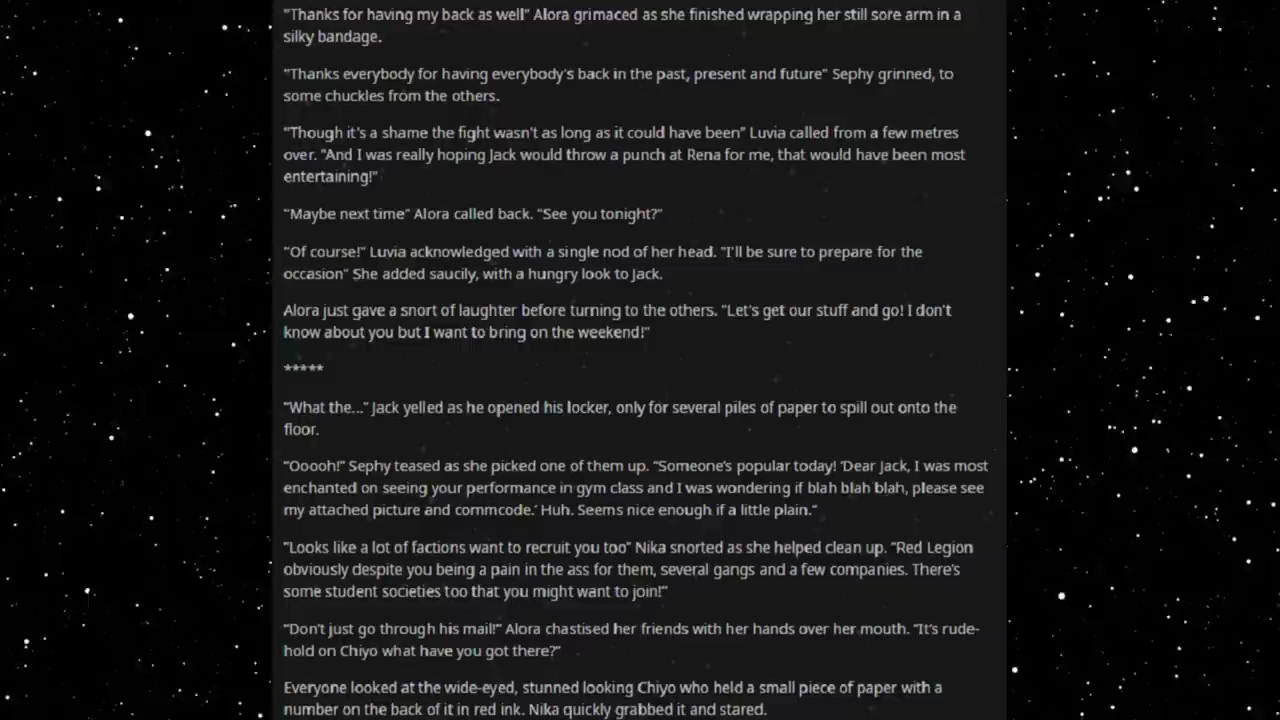 "Thanks for having my back as well" Alora grimaced as she finished wrapping her still sore arm in a
silky bandage.
"Thanks everybody for having everybody's back in the past, present and future" Sephy grinned, to
some chuckles from the others.
"Though it's a shame the fight wasn't as long as it could have been" Luvia called from a few metres
over. "And I was really hoping Jack would throw a punch at Rena for me, that would have been most
entertaining!"
"Maybe next time" Alora called back. "See you tonight?"
"Of course!" Luvia acknowledged with a single nod of her head. "I'll be sure to prepare for the
occasion" She added saucily, with a hungry look to Jack.
Alora just gave a snort of laughter before turning to the others. "Let's get our stuff and go! I don't
know about you but I want to bring on the weekend!"
*****
"What the..." Jack yelled as he opened his locker, only for several piles of paper to spill out onto the
floor.
"Ooooh!" Sephy teased as she picked one of them up. "Someone's popular today! 'Dear Jack, I was most
enchanted on seeing your performance in gym class and I was wondering if blah blah blah, please see
my attached picture and commcode.' Huh. Seems nice enough if a little plain."
"Looks like a lot of factions want to recruit you too" Nika snorted as she helped clean up. "Red Legion
obviously despite you being a pain in the ass for them, several gangs and a few companies. There's
some student societies too that you might want to join!"
"Don't just go through his mail!" Alora chastised her friends with her hands over her mouth. "It's rude-
hold on Chiyo what have you got there?"
Everyone looked at the wide-eyed, stunned looking Chiyo who held a small piece of paper with a
number on the back of it in red ink. Nika quickly grabbed it and stared.